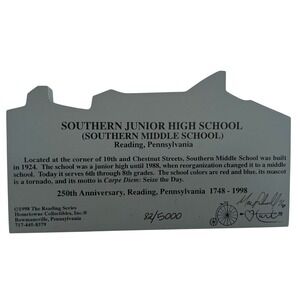 SOUTHERN JUNIOR HIGH SCHOOL
(SOUTHERN MIDDLE SCHOOL)
Reading, Pennsylvania
Located at the corner of 10th and Chestnut Streets, Southern Middle School was built
in 1924. The school was a junior high until 1988, when reorganization changed it to a middle
school. Today it serves 6th through 8th grades. The school colors are red and blue, its mascot
is a tornado, and its motto is Carpe Diem: Seize the Day.
250th Anniversary, Reading, Pennsylvania 1748 - 1998
©1998 The Reading Series
Hometowne Collectibles, Inc.®
Bowmansville, Pennsylvania
717-445-8379
82/5000